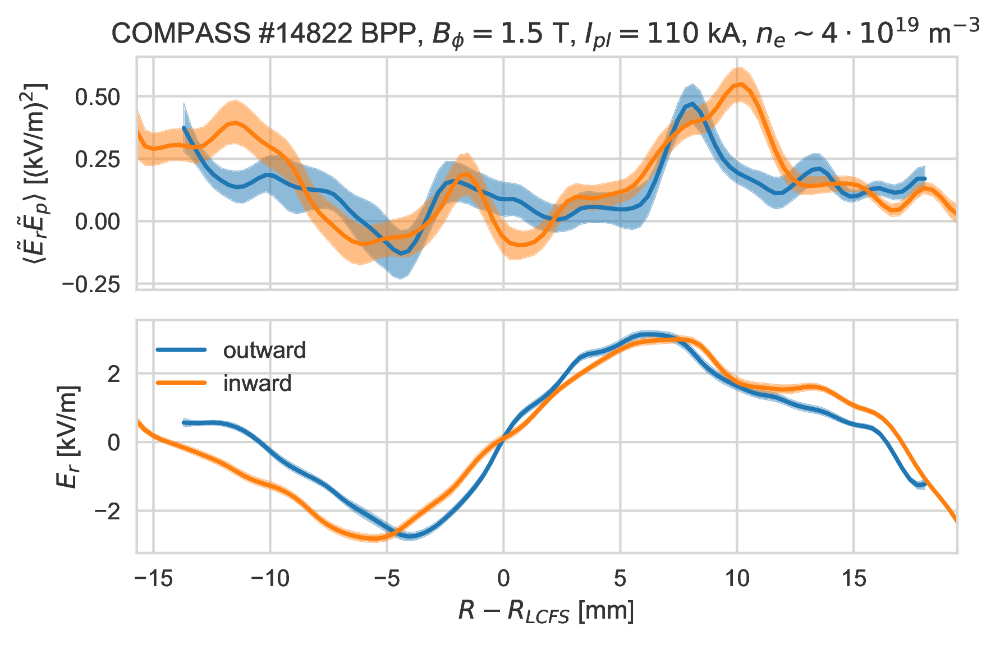 COMPASS #14822 BPP, $B_\phi = 1.5$ T, $I_{pl} = 110$ kA, $n_e \sim 4 \cdot 10^{19}$ m$^{-3}$
$\langle \tilde{E}_r \tilde{E}_p \rangle$ [(kV/m)$^2$]
0.50
0.25
0.00
−0.25
$E_r$ [kV/m]
outward
inward
2
0
−2
−15 −10 −5 0 5 10 15
$R - R_{LCFS}$ [mm]